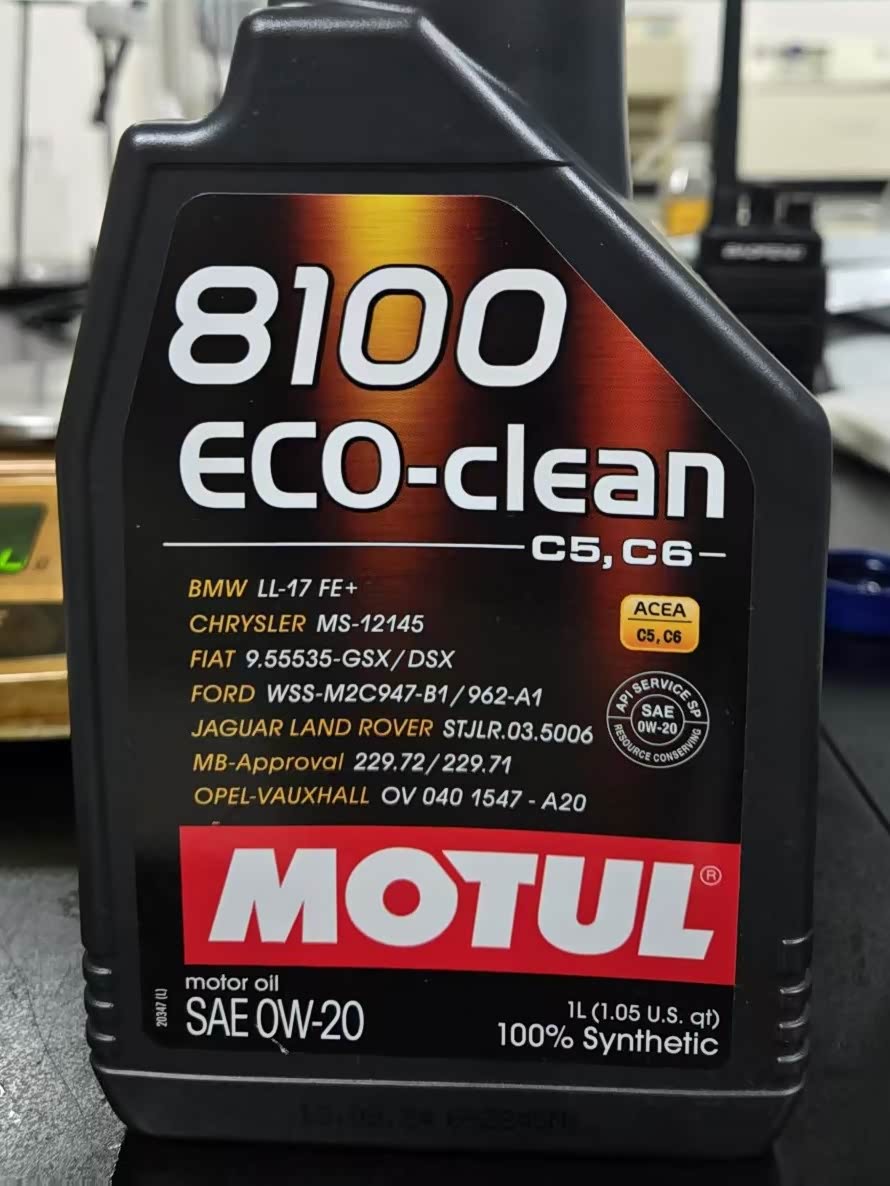 8100
ECO-clean
C5, C6
BMW LL-17 FE+
CHRYSLER MS-12145
FIAT 9.55535-GSX/DSX
FORD WSS-M2C947-B1/962-A1
JAGUAR LAND ROVER STJLR.03.5006
MB-Approval 229.72/229.71
OPEL-VAUXHALL OV 040 1547 - A20
ACEA
C5, C6
API SERVICE SP
SAE
0W-20
RESOURCE CONSERVING
MOTUL®
motor oil
SAE 0W-20
1L (1.05 U.S. qt)
100% Synthetic
20347 (L)
BAOFENG